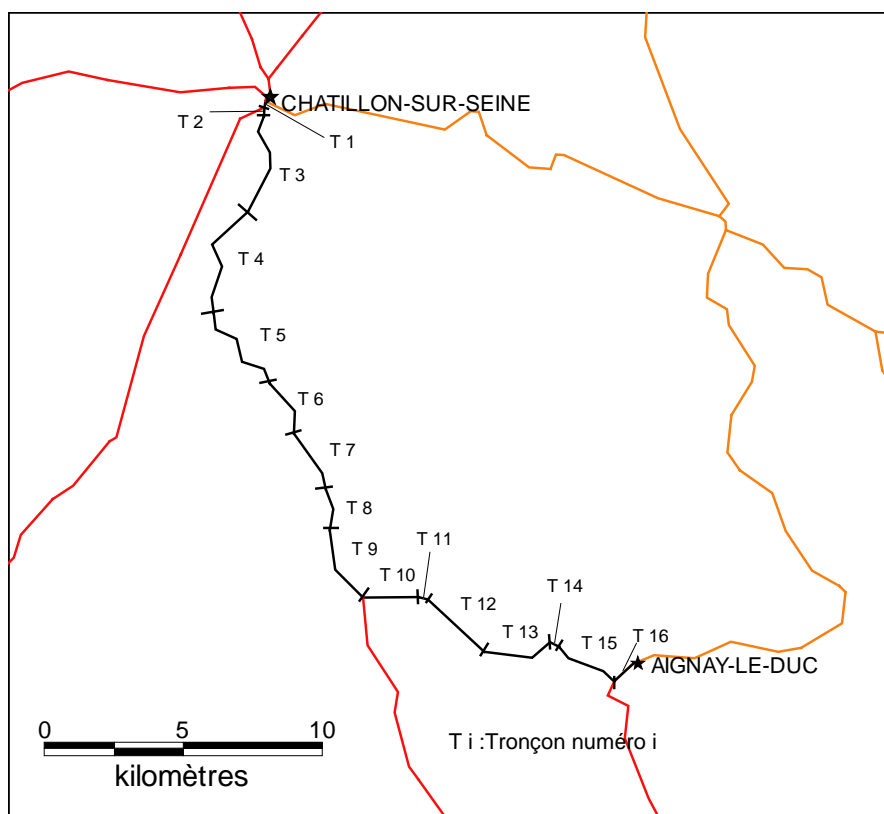 CHATILLON-SUR-SEINE
T 2
T 1
T 3
T 4
T 5
T 6
T 7
T 8
T 9
T 10
T 11
T 12
T 13
T 14
T 15
T 16
AIGNAY-LE-DUC
0 5 10
kilomètres
T i :Tronçon numéro i